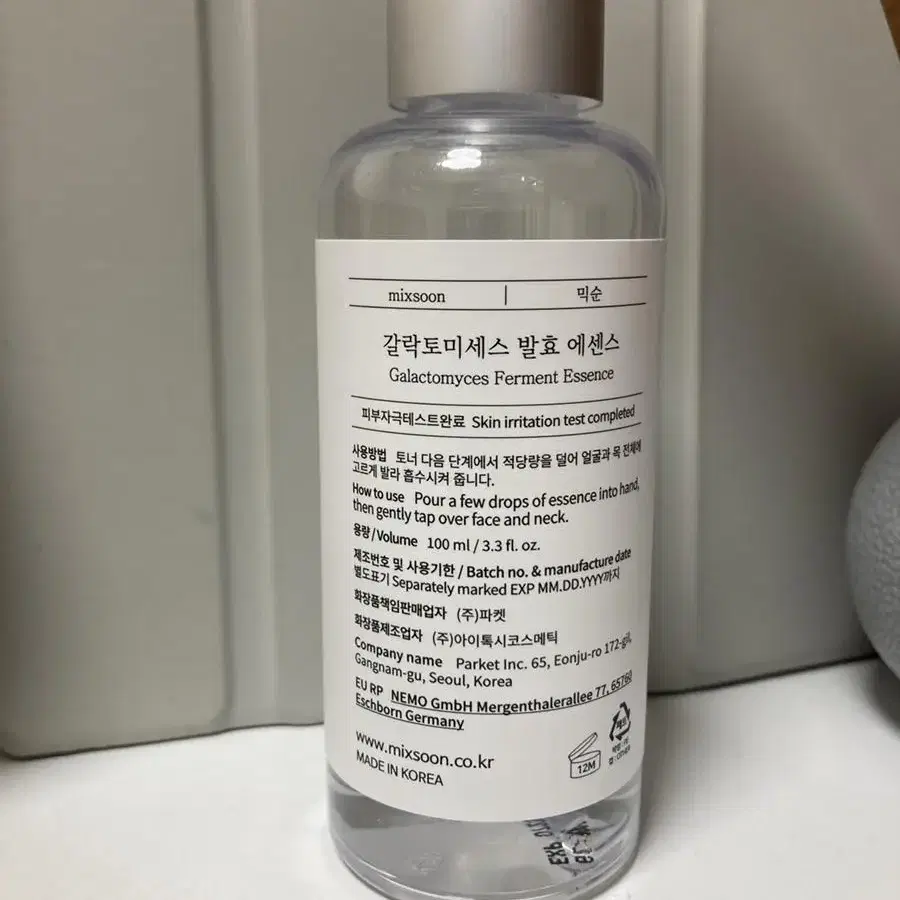 mixsoon | 믹순
갈락토미세스 발효 에센스
Galactomyces Ferment Essence
피부자극테스트완료 Skin irritation test completed
사용방법 토너 다음 단계에서 적당량을 덜어 얼굴과 목 전체에
고르게 발라 흡수시켜 줍니다.
How to use Pour a few drops of essence into hand,
then gently tap over face and neck.
용량/Volume 100 ml / 3.3 fl. oz.
제조번호 및 사용기한 / Batch no. & manufacture date
별도표기 Separately marked EXP MM.DD.YYYY까지
화장품책임판매업자 (주)파켓
화장품제조업자 (주)아이톡시코스메틱
Company name Parket Inc. 65, Eonju-ro 172-gil,
Gangnam-gu, Seoul, Korea
EU RP NEMO GmbH Mergenthalerallee 77, 65760
Eschborn Germany
www.mixsoon.co.kr
MADE IN KOREA
12M
EXP